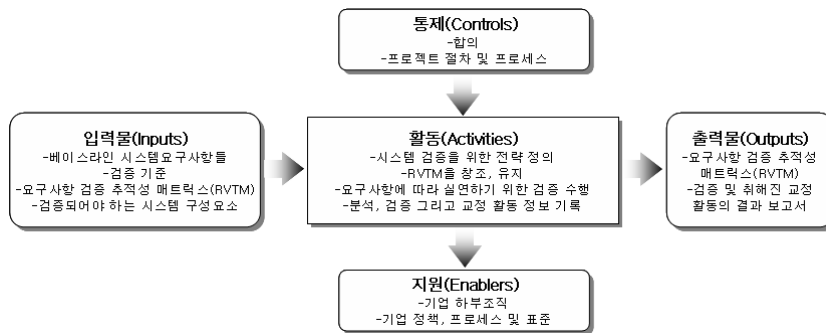 통제(Controls)
-합의
-프로젝트 절차 및 프로세스
입력물(Inputs)
-베이스라인 시스템요구사항들
-검증 기준
-요구사항 검증 추적성 매트릭스(RVTM)
-검증되어야 하는 시스템 구성요소
활동(Activities)
-시스템 검증을 위한 전략 정의
-RVTM을 창조, 유지
-요구사항에 따라 실연하기 위한 검증 수행
-분석, 검증 그리고 교정 활동 정보 기록
출력물(Outputs)
-요구사항 검증 추적성
매트릭스(RVTM)
-검증 및 취해진 교정
활동의 결과 보고서
지원(Enablers)
-기업 하부조직
-기업 정책, 프로세스 및 표준